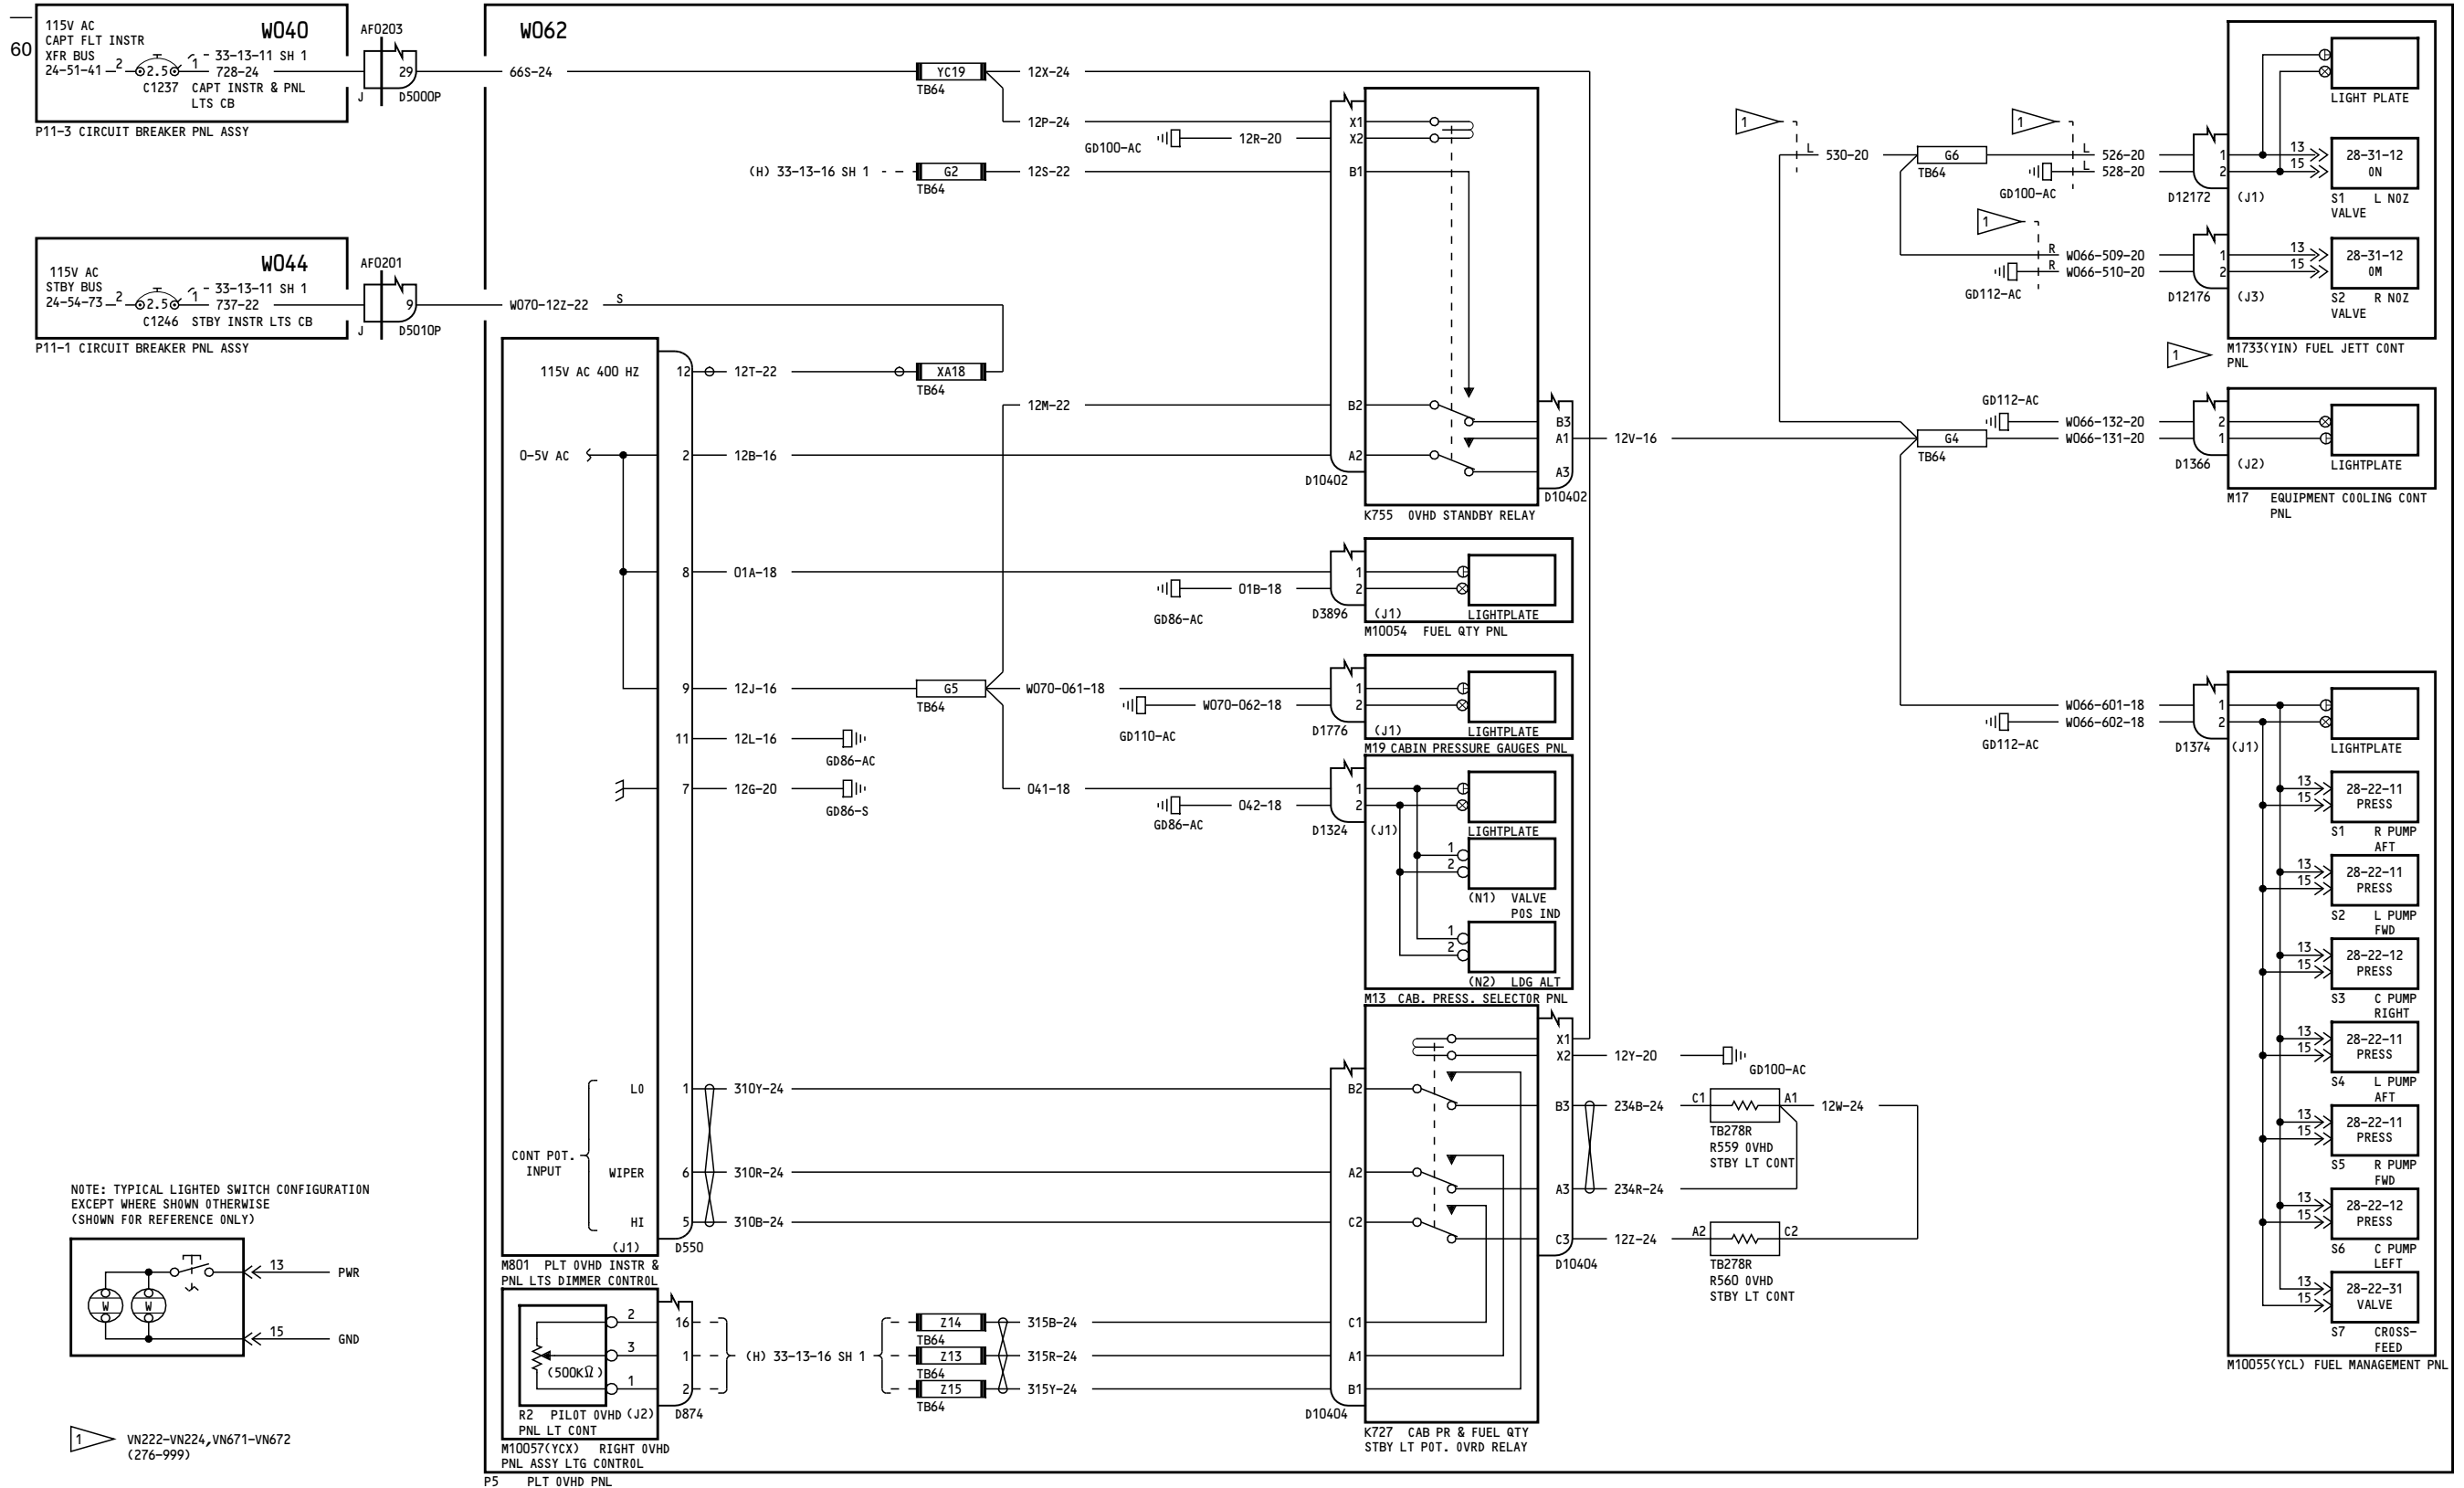 60
115V AC
CAPT FLT INSTR
XFR BUS
24-51-41
2
2.5
1
33-13-11 SH 1
728-24
C1237 CAPT INSTR & PNL
LTS CB
W040
P11-3 CIRCUIT BREAKER PNL ASSY
AF0203
29
J
D5000P
W062
66S-24
YC19
TB64
12X-24
12P-24
GD100-AC
12R-20
(H) 33-13-16 SH 1
G2
TB64
12S-22
X1
X2
B1
115V AC
STBY BUS
24-54-73
2
2.5
1
33-13-11 SH 1
737-22
C1246 STBY INSTR LTS CB
W044
P11-1 CIRCUIT BREAKER PNL ASSY
AF0201
9
J
D5010P
W070-12Z-22
S
115V AC 400 HZ
12
12T-22
XA18
TB64
12M-22
B2
B3
A1
0-5V AC
2
12B-16
A2
A3
D10402
D10402
K755 OVHD STANDBY RELAY
12V-16
8
01A-18
GD86-AC
01B-18
1
2
D3896
(J1)
LIGHTPLATE
M10054 FUEL QTY PNL
9
12J-16
G5
TB64
W070-061-18
W070-062-18
GD110-AC
1
2
D1776
(J1)
LIGHTPLATE
M19 CABIN PRESSURE GAUGES PNL
11
12L-16
GD86-AC
7
12G-20
GD86-S
041-18
042-18
GD86-AC
1
2
D1324
(J1)
LIGHTPLATE
1
2
(N1) VALVE
POS IND
1
2
(N2) LDG ALT
M13 CAB. PRESS. SELECTOR PNL
CONT POT.
INPUT
LO
1
310Y-24
B2
WIPER
6
310R-24
A2
HI
5
310B-24
C2
(J1)
D550
M801 PLT OVHD INSTR &
PNL LTS DIMMER CONTROL
X1
X2
12Y-20
GD100-AC
B3
234B-24
C1
A1
12W-24
TB278R
R559 OVHD
STBY LT CONT
A3
234R-24
C3
12Z-24
A2
C2
TB278R
R560 OVHD
STBY LT CONT
D10404
(500KΩ)
2
3
1
16
1
2
R2 PILOT OVHD (J2)
PNL LT CONT
D874
M10057(YCX) RIGHT OVHD
PNL ASSY LTG CONTROL
(H) 33-13-16 SH 1
Z14
TB64
Z13
TB64
Z15
TB64
315B-24
315R-24
315Y-24
C1
A1
B1
D10404
K727 CAB PR & FUEL QTY
STBY LT POT. OVRD RELAY
P5 PLT OVHD PNL
1
L
530-20
G6
TB64
1
L
526-20
L
528-20
GD100-AC
1
2
D12172
(J1)
LIGHT PLATE
13
15
28-31-12
ON
S1 L NOZ
VALVE
1
R
W066-509-20
R
W066-510-20
GD112-AC
1
2
D12176
(J3)
13
15
28-31-12
OM
S2 R NOZ
VALVE
1
M1733(YIN) FUEL JETT CONT
PNL
GD112-AC
G4
TB64
W066-132-20
W066-131-20
2
1
D1366
(J2)
LIGHTPLATE
M17 EQUIPMENT COOLING CONT
PNL
W066-601-18
W066-602-18
GD112-AC
1
2
D1374
(J1)
LIGHTPLATE
13
15
28-22-11
PRESS
S1 R PUMP
AFT
13
15
28-22-11
PRESS
S2 L PUMP
FWD
13
15
28-22-12
PRESS
S3 C PUMP
RIGHT
13
15
28-22-11
PRESS
S4 L PUMP
AFT
13
15
28-22-11
PRESS
S5 R PUMP
FWD
13
15
28-22-12
PRESS
S6 C PUMP
LEFT
13
15
28-22-31
VALVE
S7 CROSS-
FEED
M10055(YCL) FUEL MANAGEMENT PNL
NOTE: TYPICAL LIGHTED SWITCH CONFIGURATION
EXCEPT WHERE SHOWN OTHERWISE
(SHOWN FOR REFERENCE ONLY)
W
W
13
PWR
15
GND
1
VN222-VN224,VN671-VN672
(276-999)